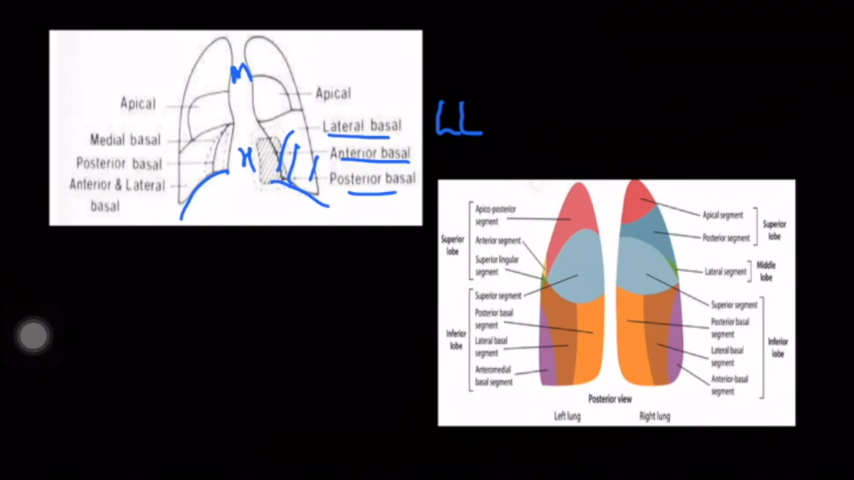 M
Apical
Apical
Medial basal
Lateral basal
Posterior basal
Anterior basal
Anterior & Lateral
basal
Posterior basal
LL
Apico-posterior
segment
Anterior segment
Superior
lobe
Superior lingular
segment
Superior segment
Posterior basal
segment
Inferior
lobe
Lateral basal
segment
Anteromedial
basal segment
Apical segment
Superior
lobe
Posterior segment
Lateral segment
Middle
lobe
Superior segment
Posterior basal
segment
Inferior
lobe
Lateral basal
segment
Anterior-basal
segment
Posterior view
Left lung
Right lung